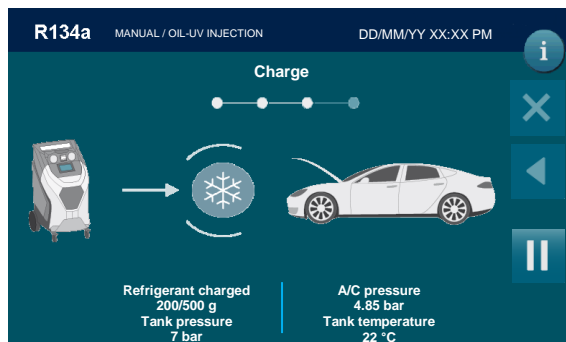 R134a MANUAL / OIL-UV INJECTION DD/MM/YY XX:XX PM
i
Charge
Refrigerant charged
200/500 g
Tank pressure
7 bar
A/C pressure
4.85 bar
Tank temperature
22 °C